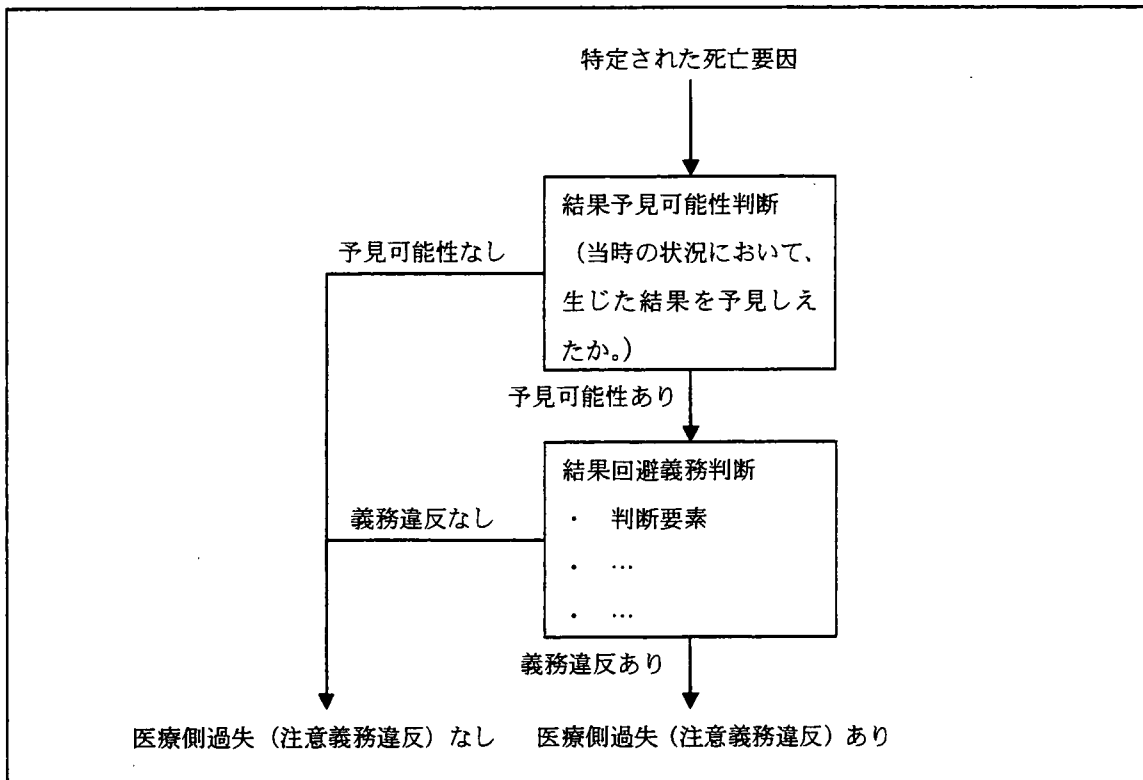 特定された死亡要因
結果予見可能性判断
(当時の状況において、
生じた結果を予見しえ
たか。)
予見可能性なし
予見可能性あり
結果回避義務判断
・ 判断要素
・ …
・ …
義務違反なし
義務違反あり
医療側過失(注意義務違反)なし
医療側過失(注意義務違反)あり